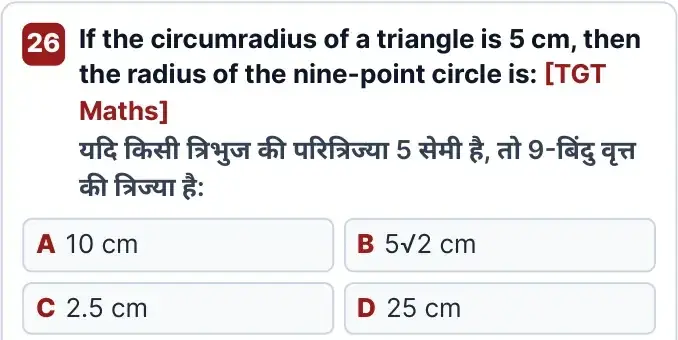 26 If the circumradius of a triangle is 5 cm, then
the radius of the nine-point circle is: [TGT
Maths]
यदि किसी त्रिभुज की परित्रिज्या 5 सेमी है, तो 9-बिंदु वृत्त
की त्रिज्या है:
A 10 cm
B 5√2 cm
C 2.5 cm
D 25 cm